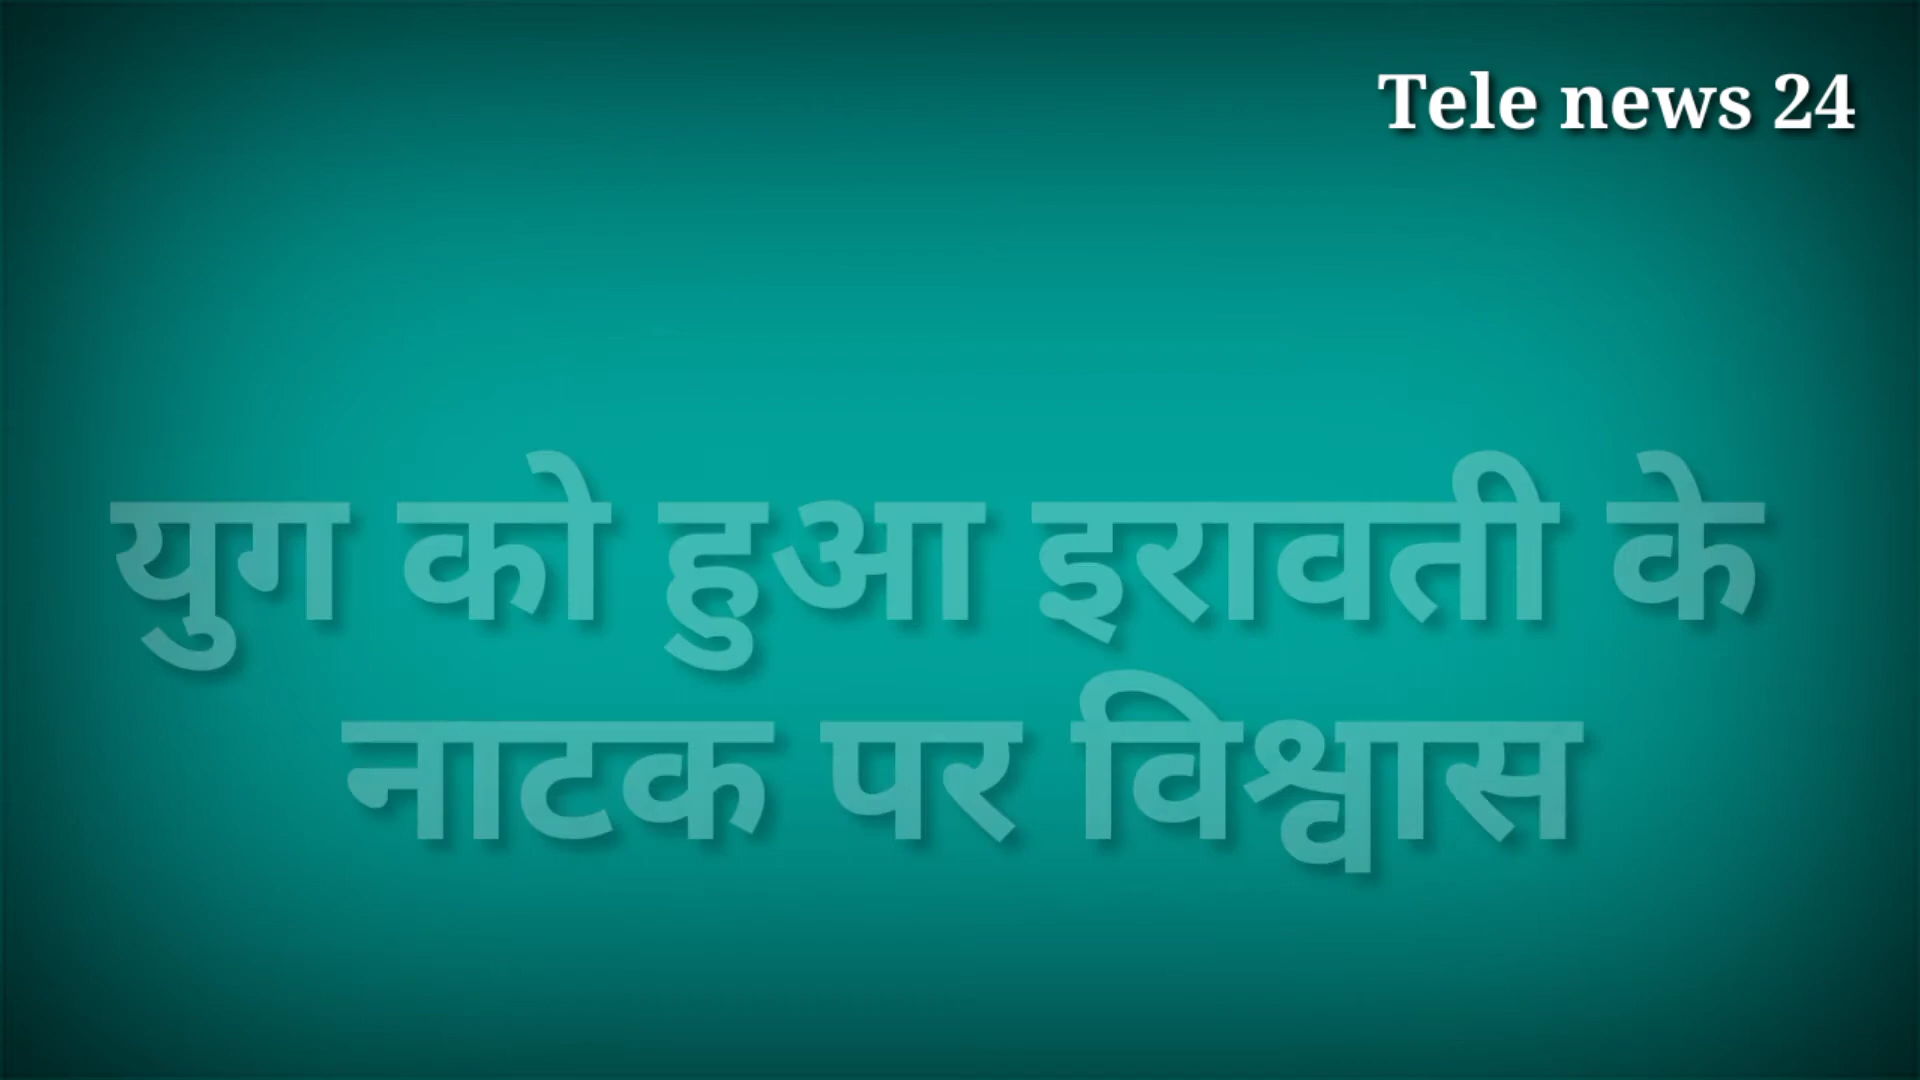 Tele news 24
युग को हुआ इरावती के
नाटक पर विश्वास